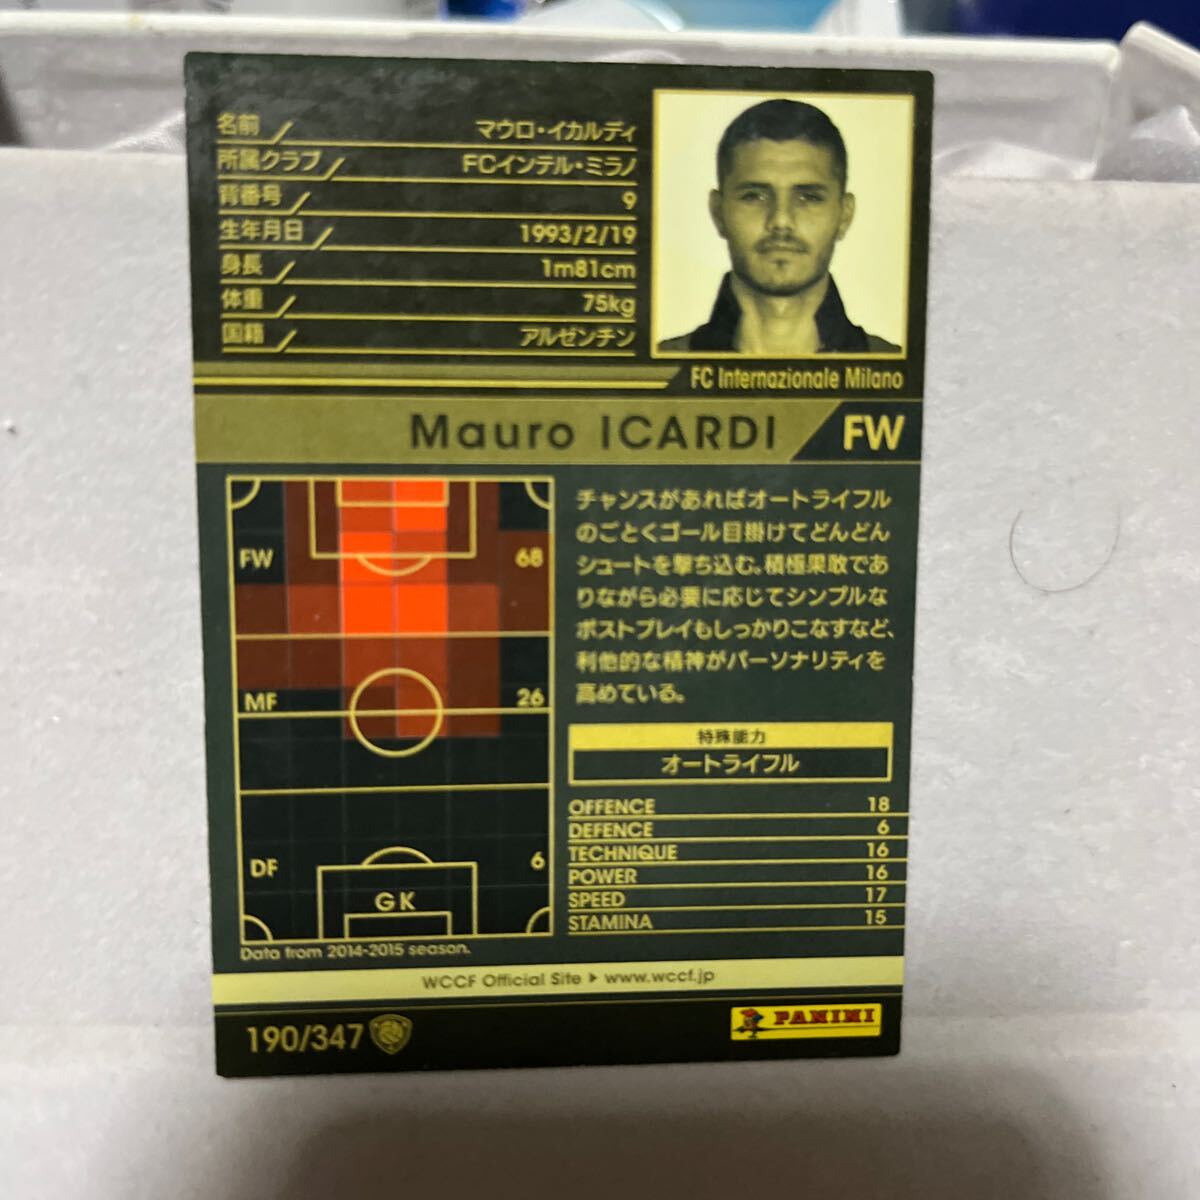 名前 マウロ・イカルディ
所属クラブ FCインテル・ミラノ
背番号 9
生年月日 1993/2/19
身長 1m81cm
体重 75kg
国籍 アルゼンチン
FC Internazionale Milano
Mauro ICARDI FW
FW 68
MF 26
DF 6
GK
Data from 2014-2015 season.
チャンスがあればオートライフル
のごとくゴール目掛けてどんどん
シュートを撃ち込む。積極果敢であ
りながら必要に応じてシンプルな
ポストプレイもしっかりこなすなど、
利他的な精神がパーソナリティを
高めている。
特殊能力
オートライフル
OFFENCE 18
DEFENCE 6
TECHNIQUE 16
POWER 16
SPEED 17
STAMINA 15
WCCF Official Site ▶ www.wccf.jp
190/347
PANINI